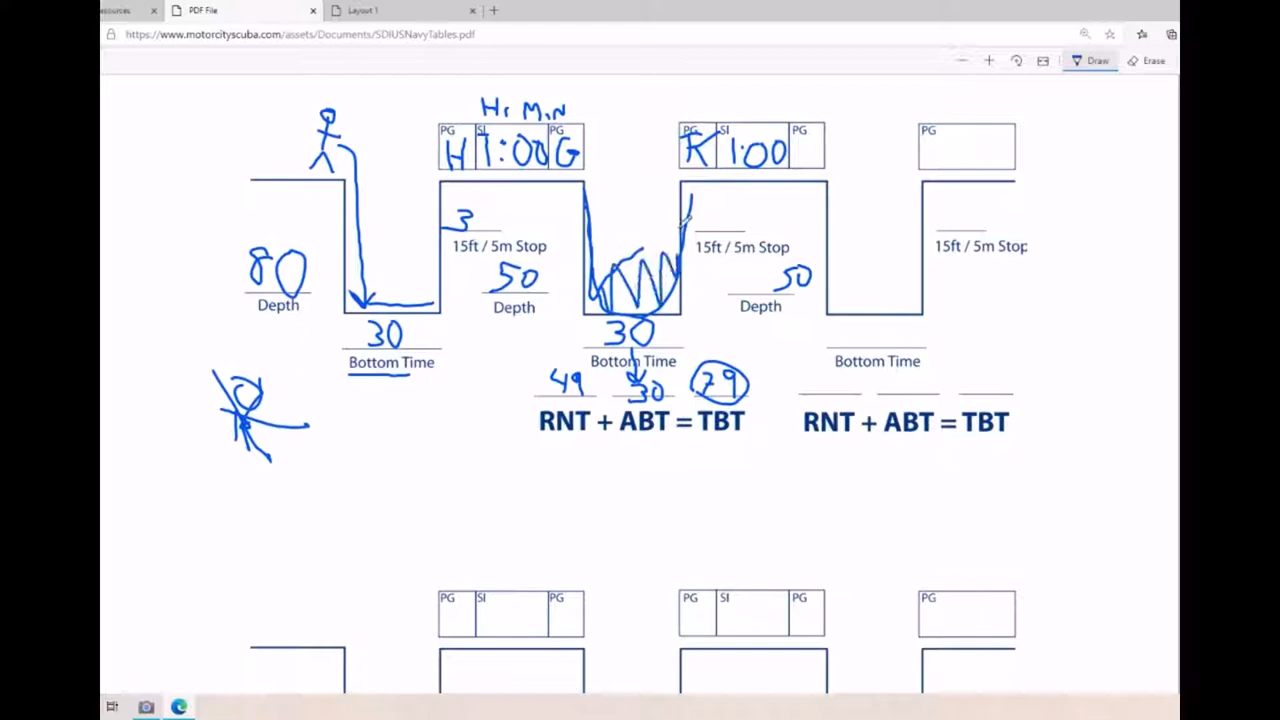 PDF File
Layout 1
https://www.motorcityscuba.com/assets/Documents/SDIUSNavyTables.pdf
Draw
Erase
Hr Min
PG SI PG
H 1:00 G
PG SI PG
K 1:00
PG
3
15ft / 5m Stop
15ft / 5m Stop
15ft / 5m Stop
80
Depth
50
Depth
50
Depth
30
Bottom Time
30
Bottom Time
Bottom Time
49 30 79
RNT + ABT = TBT
RNT + ABT = TBT
PG SI PG
PG SI PG
PG